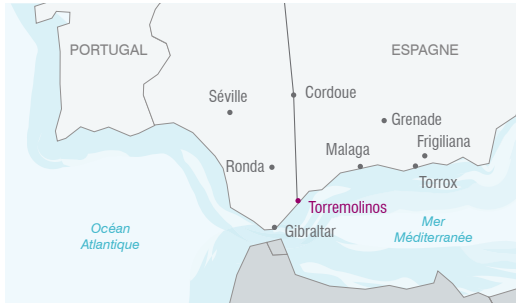 PORTUGAL
ESPAGNE
Séville
Cordoue
Grenade
Frigiliana
Malaga
Ronda
Torrox
Torremolinos
Gibraltar
Océan
Atlantique
Mer
Méditerranée